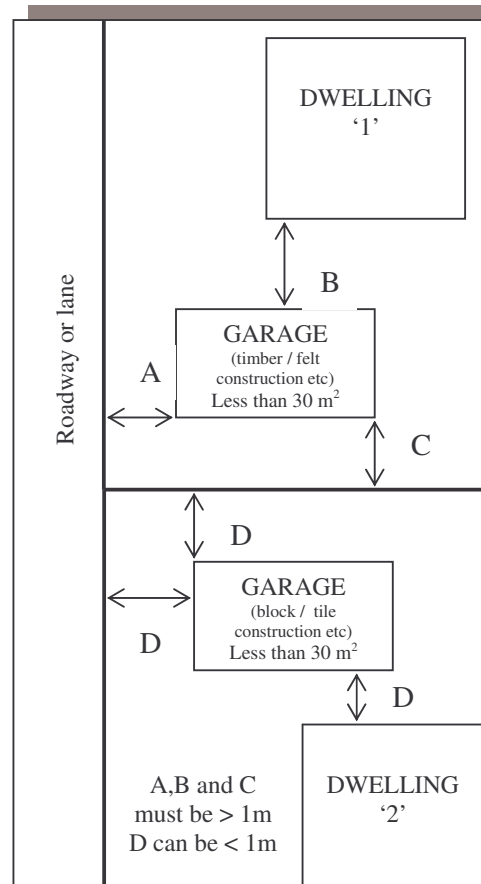 DWELLING
‘1’
Roadway or lane
B
GARAGE
(timber / felt
construction etc)
Less than 30 m²
A
C
D
GARAGE
(block / tile
construction etc)
Less than 30 m²
D
D
A,B and C
must be > 1m
D can be < 1m
DWELLING
‘2’